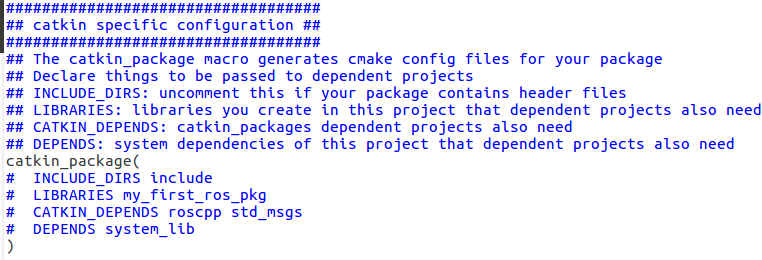 ###################################
## catkin specific configuration ##
###################################
## The catkin_package macro generates cmake config files for your package
## Declare things to be passed to dependent projects
## INCLUDE_DIRS: uncomment this if your package contains header files
## LIBRARIES: libraries you create in this project that dependent projects also need
## CATKIN_DEPENDS: catkin_packages dependent projects also need
## DEPENDS: system dependencies of this project that dependent projects also need
catkin_package(
#  INCLUDE_DIRS include
#  LIBRARIES my_first_ros_pkg
#  CATKIN_DEPENDS roscpp std_msgs
#  DEPENDS system_lib
)